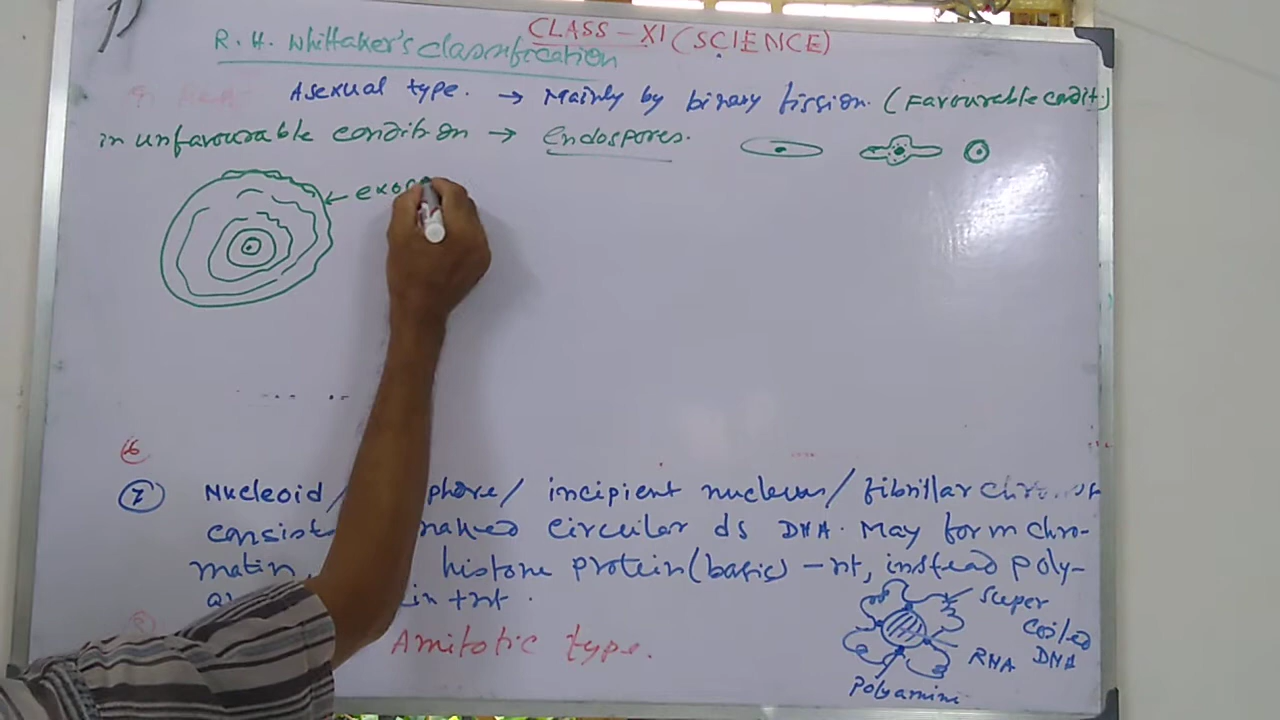 CLASS - XI (SCIENCE)
R. H. Whittaker's classification
Asexual type. → Mainly by binary fission. (Favourable condit.)
in unfavourable condition → Endospores.
← exo
6
7 Nucleoid / phore / incipient nucleus / fibrillar
consist naked circular ds DNA. May form chro-
matin, histone protein (basic) -nt, instead poly-
in +nt.
Amitotic type.
super
coiled
DNA
RNA
Polyamine